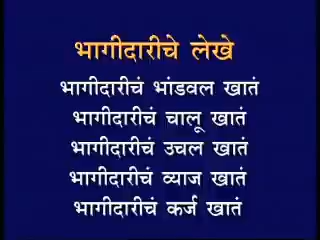 भागीदारीचे लेखे
भागीदारीचं भांडवल खातं
भागीदारीचं चालू खातं
भागीदारीचं उचल खातं
भागीदारीचं व्याज खातं
भागीदारीचं कर्ज खातं